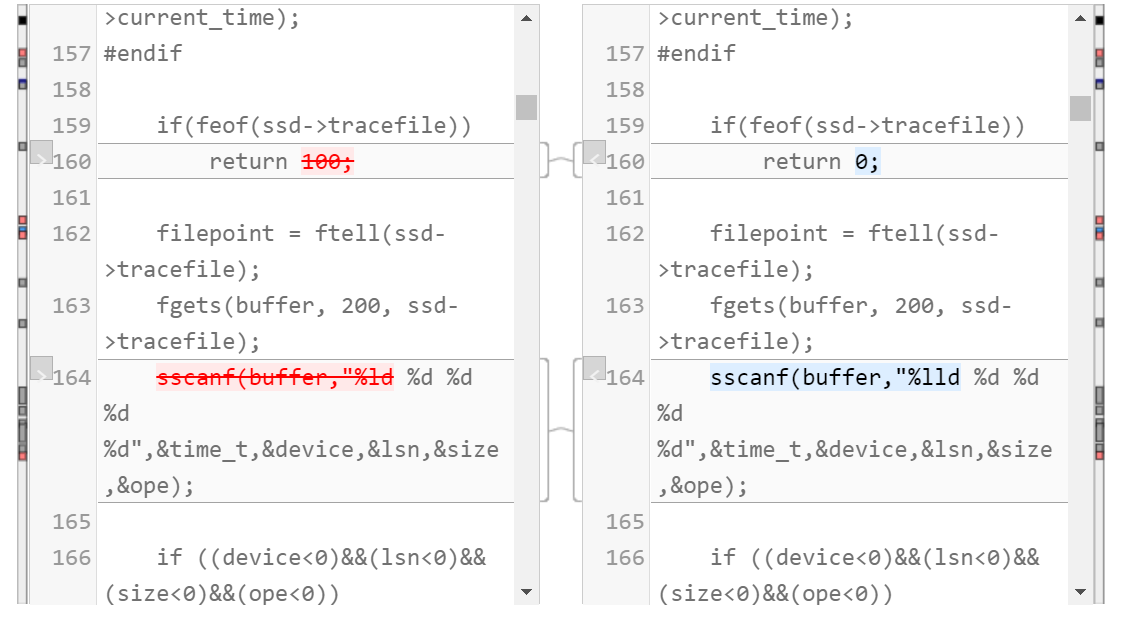 >current_time);
157 #endif
158
159 if(feof(ssd->tracefile))
160 return 100;
161
162 filepoint = ftell(ssd-
>tracefile);
163 fgets(buffer, 200, ssd-
>tracefile);
164 sscanf(buffer,"%ld %d %d
%d
%d",&time_t,&device,&lsn,&size
,&ope);
165
166 if ((device<0)&&(lsn<0)&&
(size<0)&&(ope<0))
>current_time);
157 #endif
158
159 if(feof(ssd->tracefile))
160 return 0;
161
162 filepoint = ftell(ssd-
>tracefile);
163 fgets(buffer, 200, ssd-
>tracefile);
164 sscanf(buffer,"%lld %d %d
%d
%d",&time_t,&device,&lsn,&size
,&ope);
165
166 if ((device<0)&&(lsn<0)&&
(size<0)&&(ope<0))